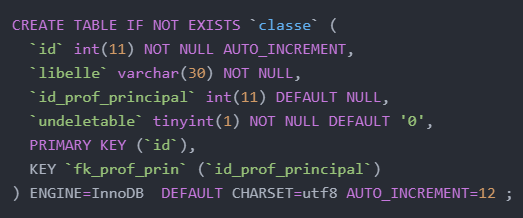 CREATE TABLE IF NOT EXISTS `classe` (
  `id` int(11) NOT NULL AUTO_INCREMENT,
  `libelle` varchar(30) NOT NULL,
  `id_prof_principal` int(11) DEFAULT NULL,
  `undeletable` tinyint(1) NOT NULL DEFAULT '0',
  PRIMARY KEY (`id`),
  KEY `fk_prof_prin` (`id_prof_principal`)
) ENGINE=InnoDB  DEFAULT CHARSET=utf8 AUTO_INCREMENT=12 ;